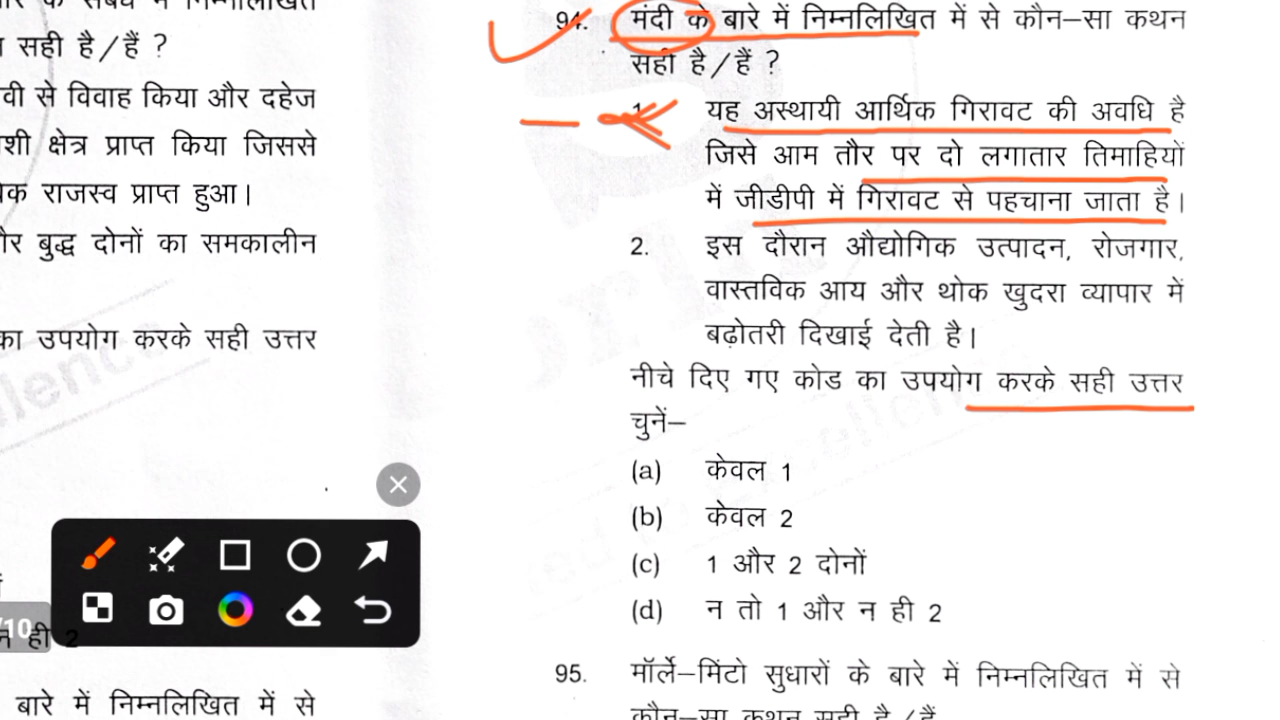 सही है/हैं ?
वी से विवाह किया और दहेज
शी क्षेत्र प्राप्त किया जिससे
क राजस्व प्राप्त हुआ।
बुद्ध दोनों का समकालीन
का उपयोग करके सही उत्तर
ही 2
बारे में निम्नलिखित में से
94. मंदी के बारे में निम्नलिखित में से कौन–सा कथन
सही है/हैं ?
1. यह अस्थायी आर्थिक गिरावट की अवधि है
जिसे आम तौर पर दो लगातार तिमाहियों
में जीडीपी में गिरावट से पहचाना जाता है।
2. इस दौरान औद्योगिक उत्पादन, रोजगार,
वास्तविक आय और थोक खुदरा व्यापार में
बढ़ोतरी दिखाई देती है।
नीचे दिए गए कोड का उपयोग करके सही उत्तर
चुनें–
(a) केवल 1
(b) केवल 2
(c) 1 और 2 दोनों
(d) न तो 1 और न ही 2
95. मॉर्ले–मिंटो सुधारों के बारे में निम्नलिखित में से
कौन–सा कथन सही है/हैं